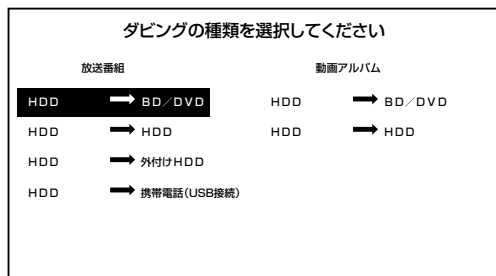 ダビングの種類を選択してください
放送番組 動画アルバム
HDD ➡ BD/DVD HDD ➡ BD/DVD
HDD ➡ HDD HDD ➡ HDD
HDD ➡ 外付けHDD
HDD ➡ 携帯電話(USB接続)